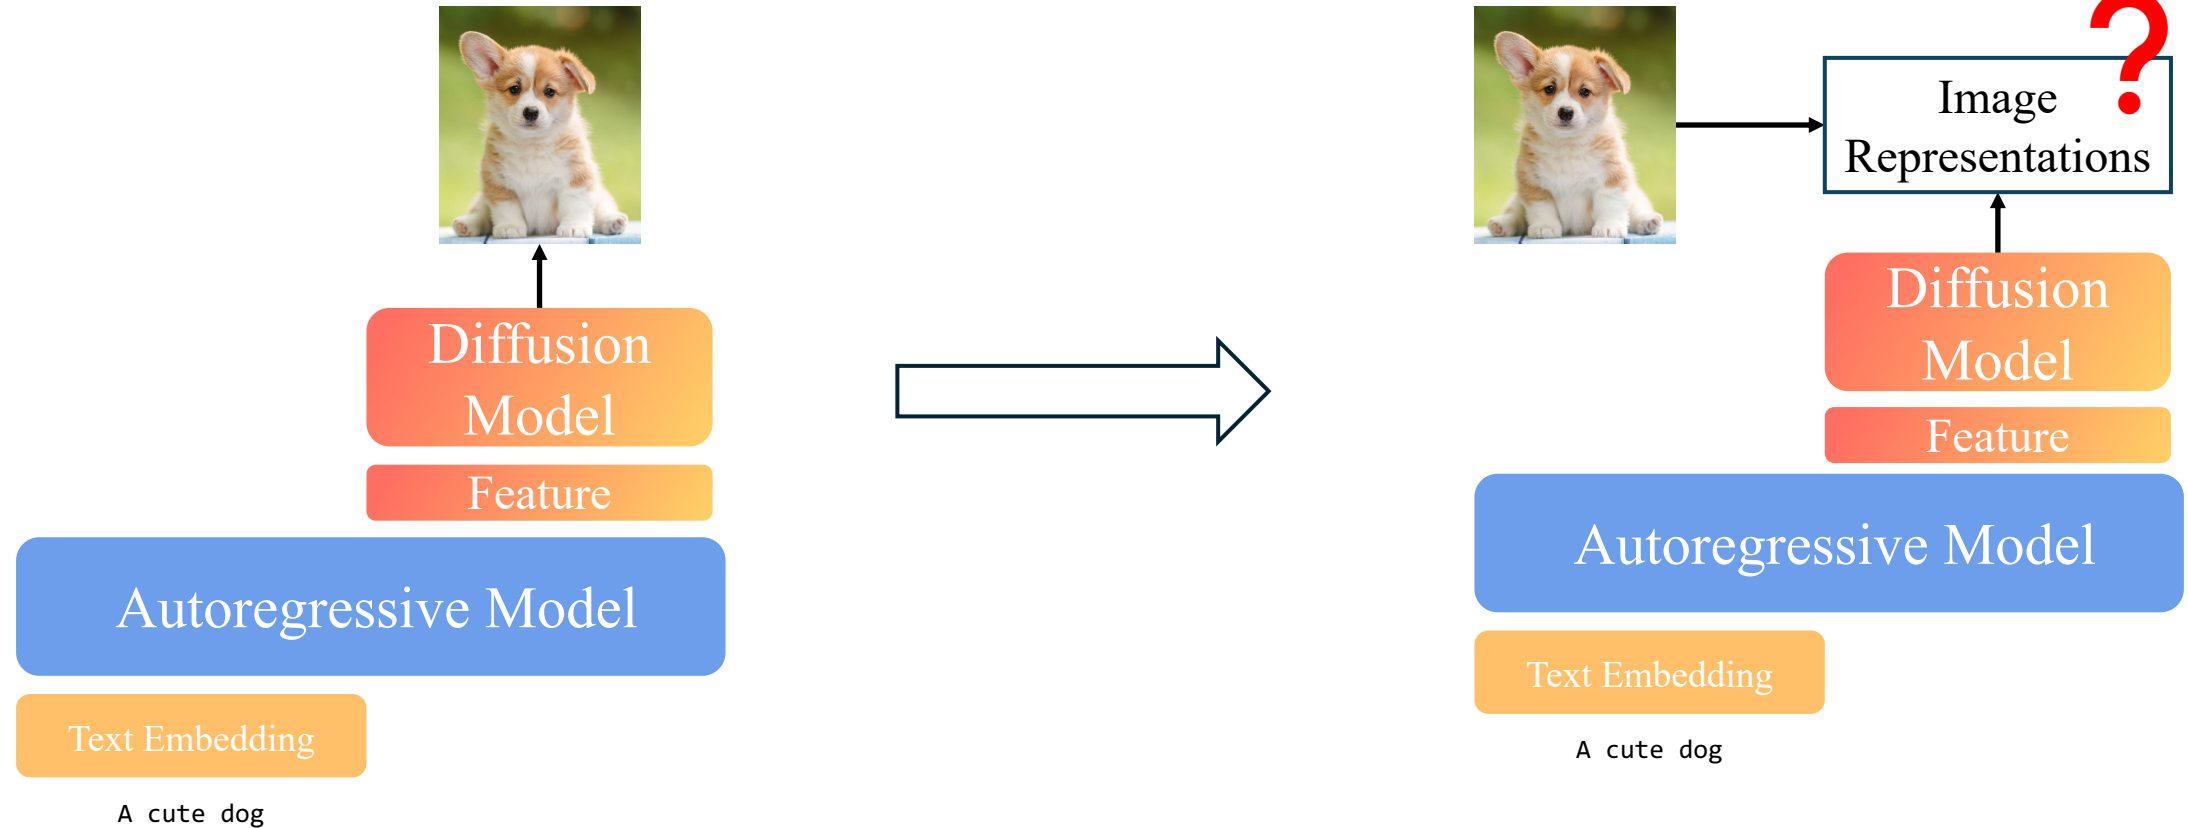 Diffusion
Model
Feature
Autoregressive Model
Text Embedding
A cute dog
?
Image
Representations
Diffusion
Model
Feature
Autoregressive Model
Text Embedding
A cute dog